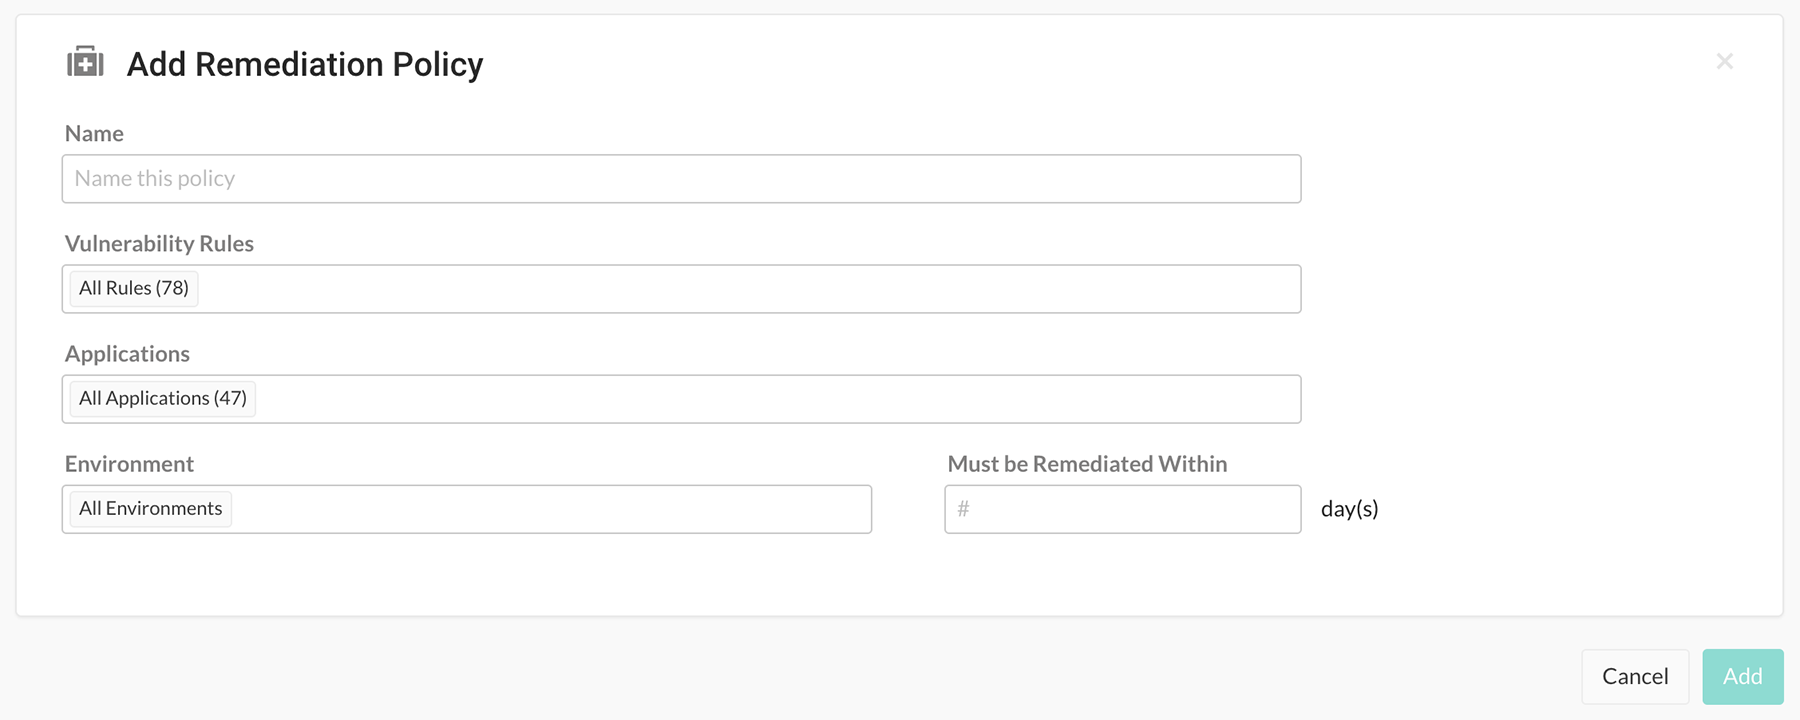 Add Remediation Policy
Name
Name this policy
Vulnerability Rules
All Rules (78)
Applications
All Applications (47)
Environment
Must be Remediated Within
All Environments
#
day(s)
Cancel
Add